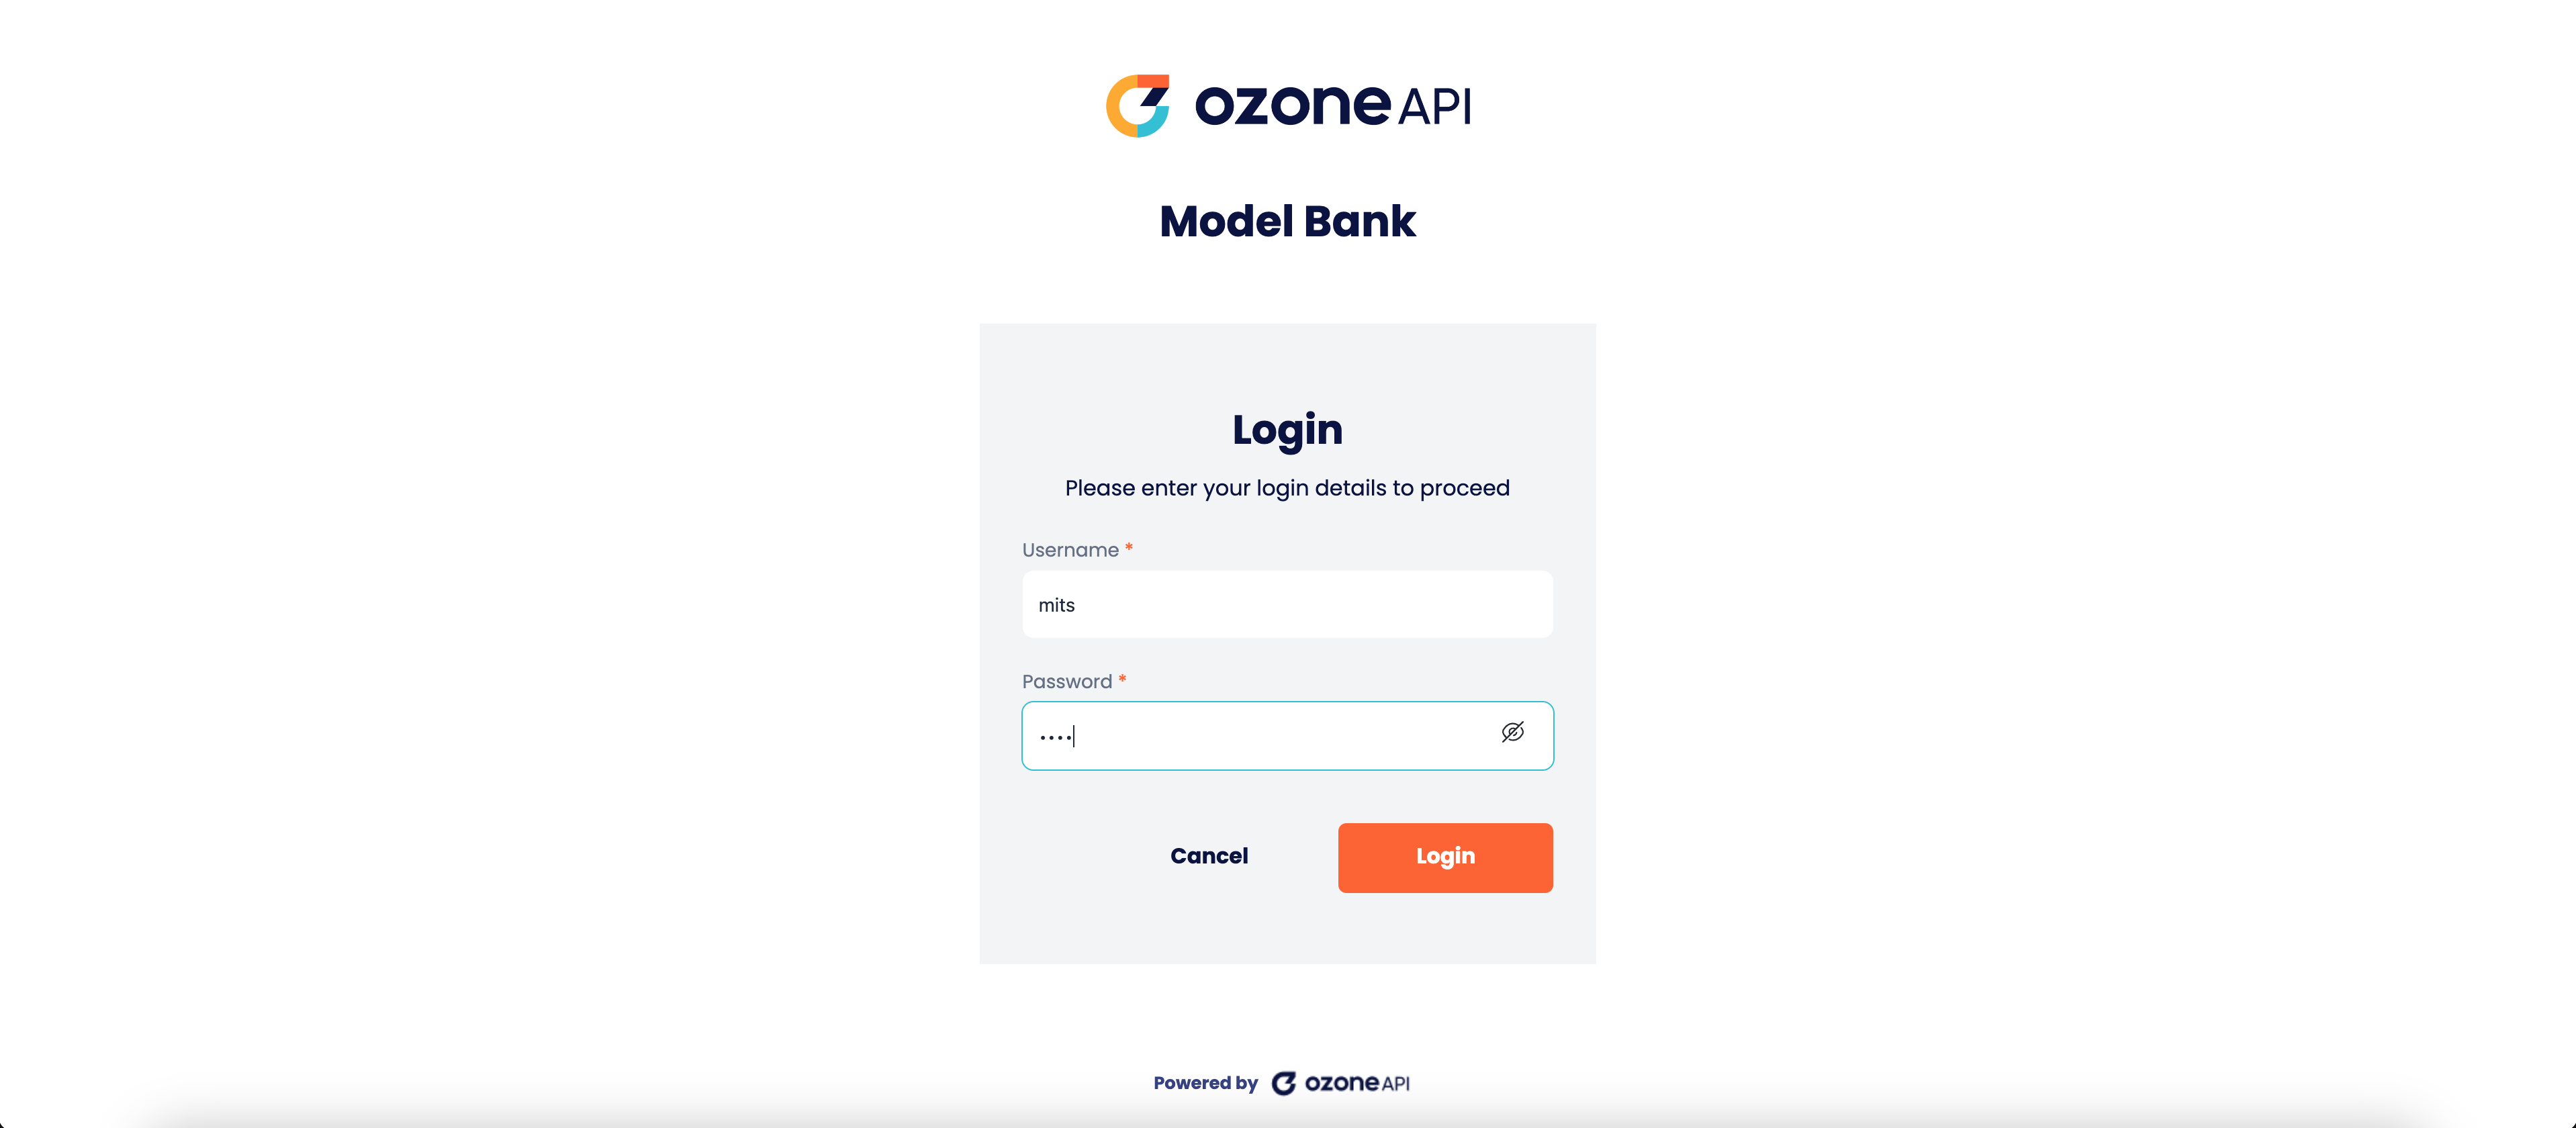 ozone API
Model Bank
Login
Please enter your login details to proceed
Username *
mits
Password *
••••
Cancel
Login
Powered by ozone API